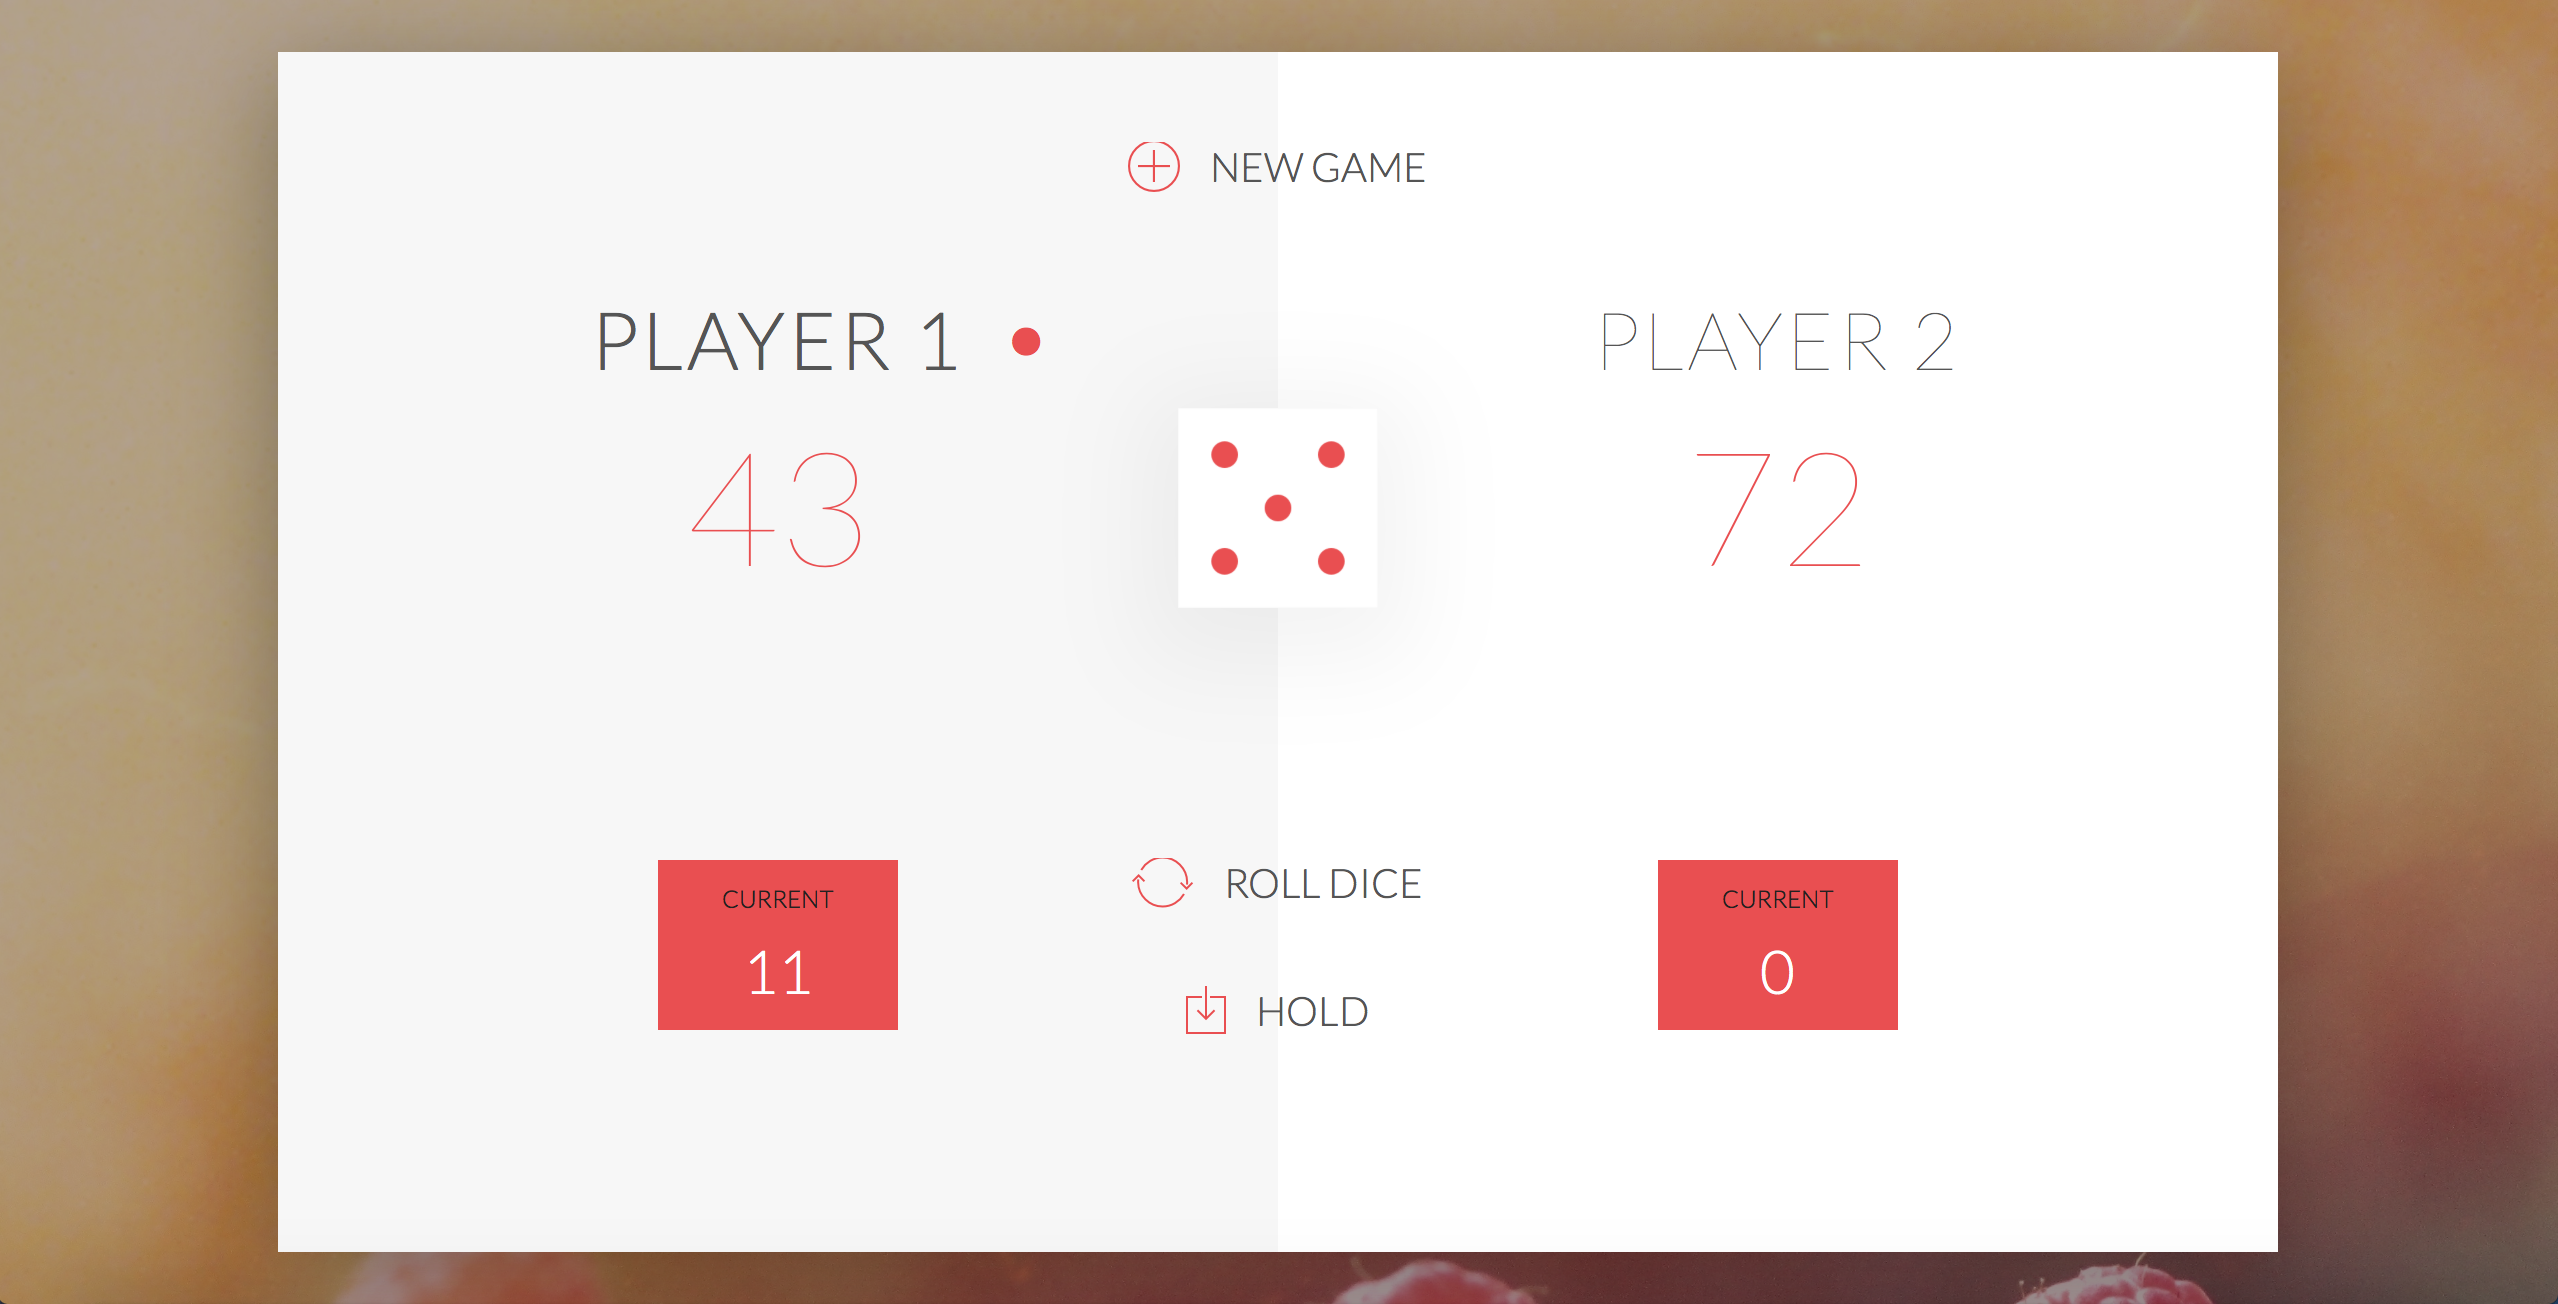 NEW GAME
PLAYER 1
43
PLAYER 2
72
CURRENT
11
ROLL DICE
HOLD
CURRENT
0